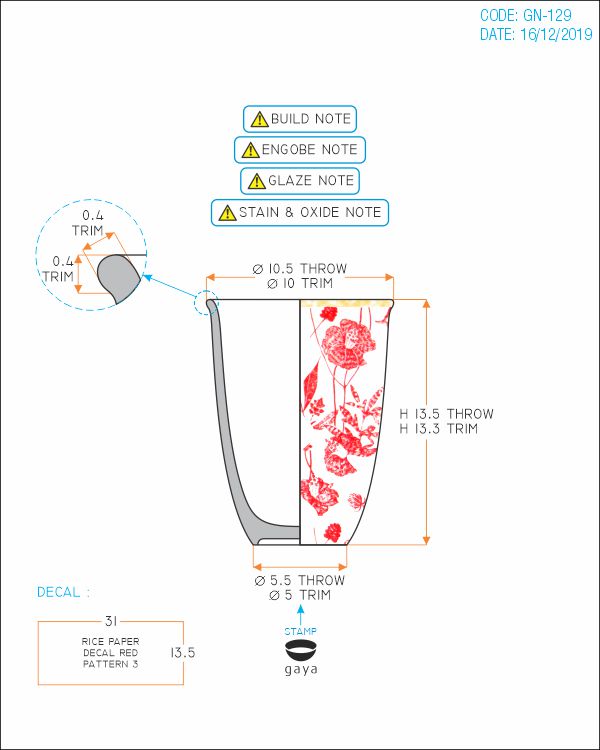 CODE: GN-129
DATE: 16/12/2019
BUILD NOTE
ENGOBE NOTE
GLAZE NOTE
STAIN & OXIDE NOTE
0.4
TRIM
0.4
TRIM
Ø 10.5 THROW
Ø 10 TRIM
H 13.5 THROW
H 13.3 TRIM
Ø 5.5 THROW
Ø 5 TRIM
STAMP
gaya
DECAL :
31
RICE PAPER
DECAL RED
PATTERN 3
13.5